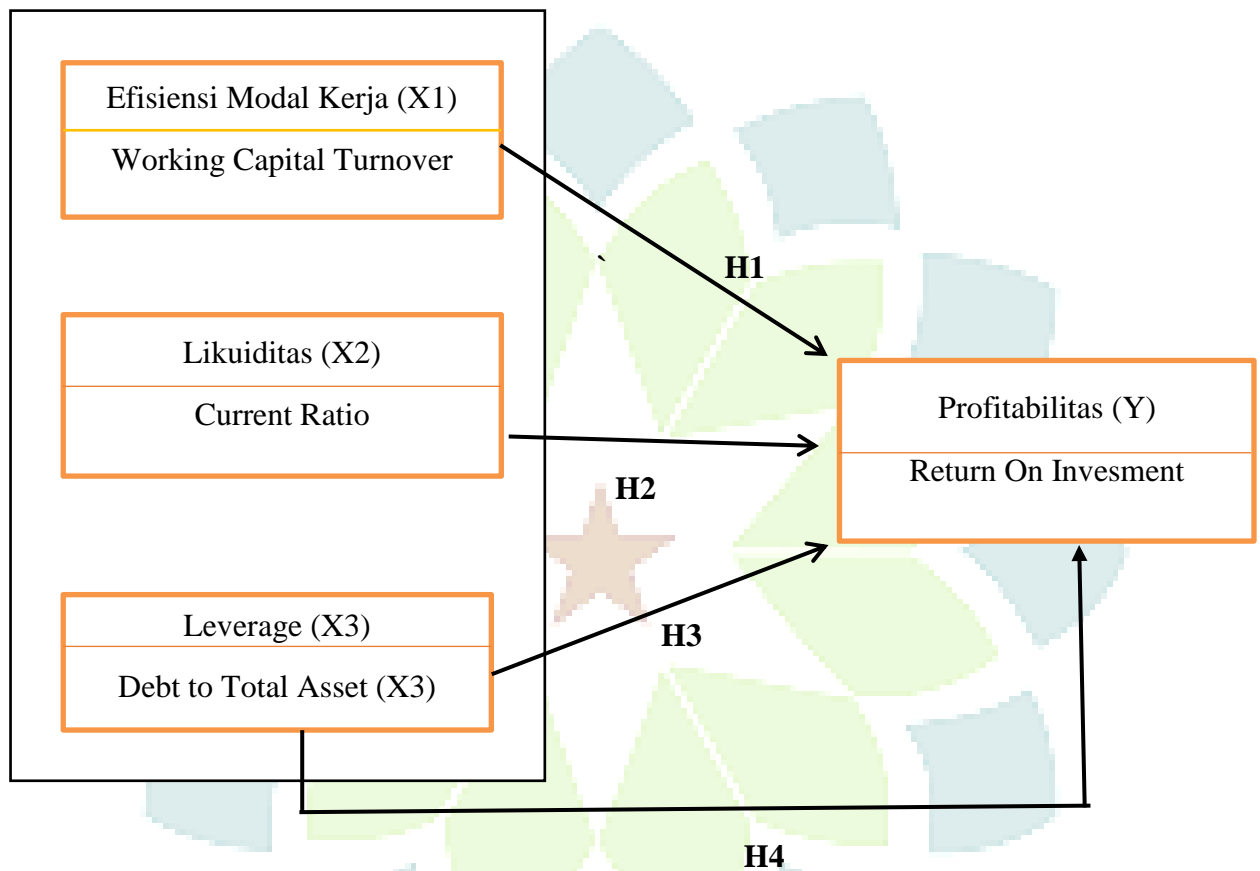 Efisiensi Modal Kerja (X1)
Working Capital Turnover
`
H1
Likuiditas (X2)
Current Ratio
Profitabilitas (Y)
Return On Invesment
H2
Leverage (X3)
H3
Debt to Total Asset (X3)
H4